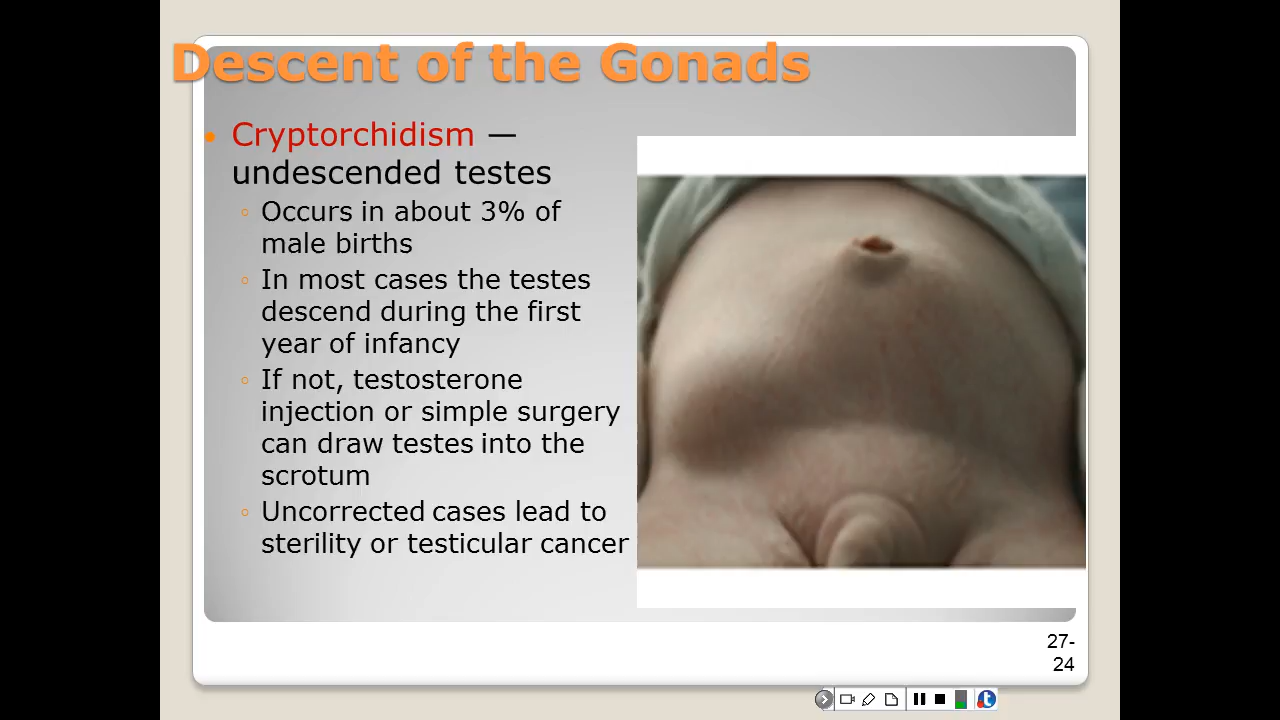 Descent of the Gonads
• Cryptorchidism —
undescended testes
◦ Occurs in about 3% of
male births
◦ In most cases the testes
descend during the first
year of infancy
◦ If not, testosterone
injection or simple surgery
can draw testes into the
scrotum
◦ Uncorrected cases lead to
sterility or testicular cancer
27-
24